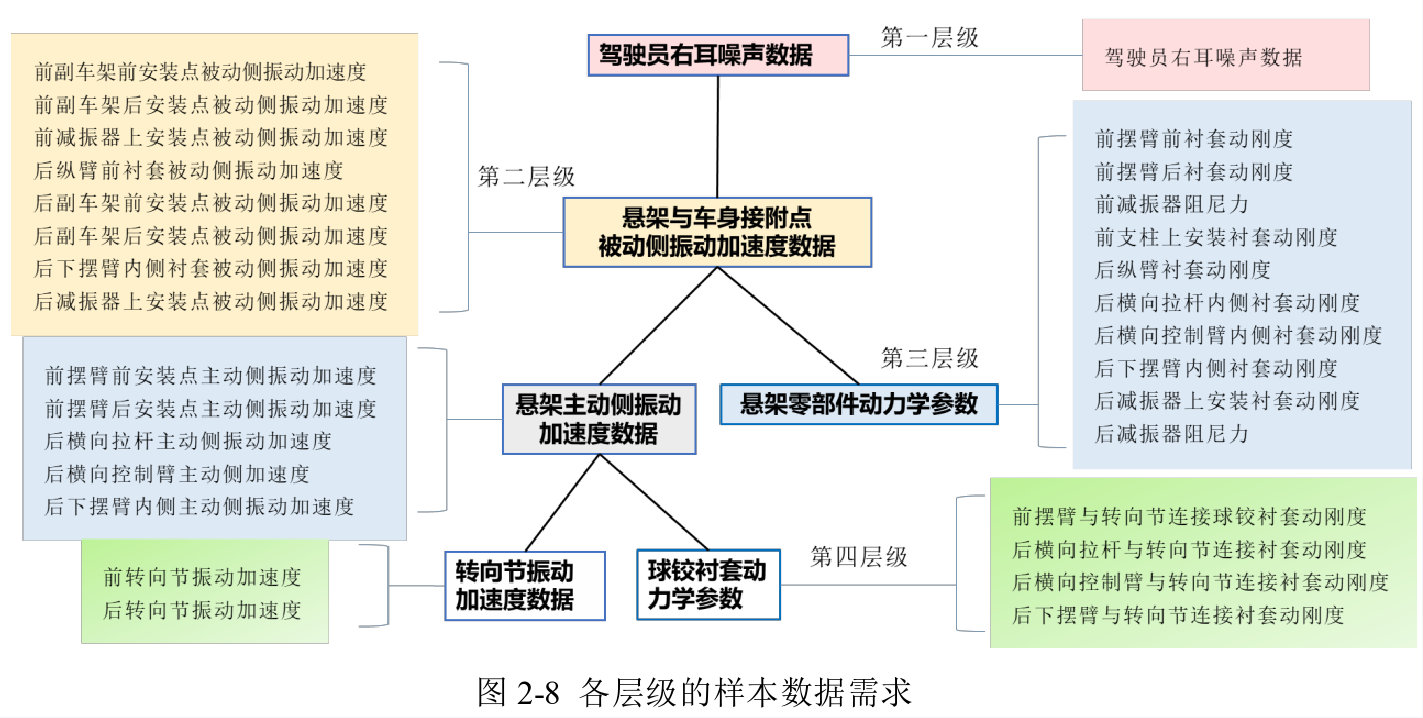 驾驶员右耳噪声数据
第一层级
驾驶员右耳噪声数据
前副车架前安装点被动侧振动加速度
前副车架后安装点被动侧振动加速度
前减振器上安装点被动侧振动加速度
后纵臂前衬套被动侧振动加速度
后副车架前安装点被动侧振动加速度
后副车架后安装点被动侧振动加速度
后下摆臂内侧衬套被动侧振动加速度
后减振器上安装点被动侧振动加速度
第二层级
悬架与车身接附点
被动侧振动加速度数据
前摆臂前衬套动刚度
前摆臂后衬套动刚度
前减振器阻尼力
前支柱上安装衬套动刚度
后纵臂衬套动刚度
后横向拉杆内侧衬套动刚度
后横向控制臂内侧衬套动刚度
后下摆臂内侧衬套动刚度
后减振器上安装衬套动刚度
后减振器阻尼力
第三层级
前摆臂前安装点主动侧振动加速度
前摆臂后安装点主动侧振动加速度
后横向拉杆主动侧振动加速度
后横向控制臂主动侧加速度
后下摆臂内侧主动侧振动加速度
悬架主动侧振动
加速度数据
悬架零部件动力学参数
前转向节振动加速度
后转向节振动加速度
转向节振动
加速度数据
球铰衬套动
力学参数
第四层级
前摆臂与转向节连接球铰衬套动刚度
后横向拉杆与转向节连接衬套动刚度
后横向控制臂与转向节连接衬套动刚度
后下摆臂与转向节连接衬套动刚度
图 2-8 各层级的样本数据需求